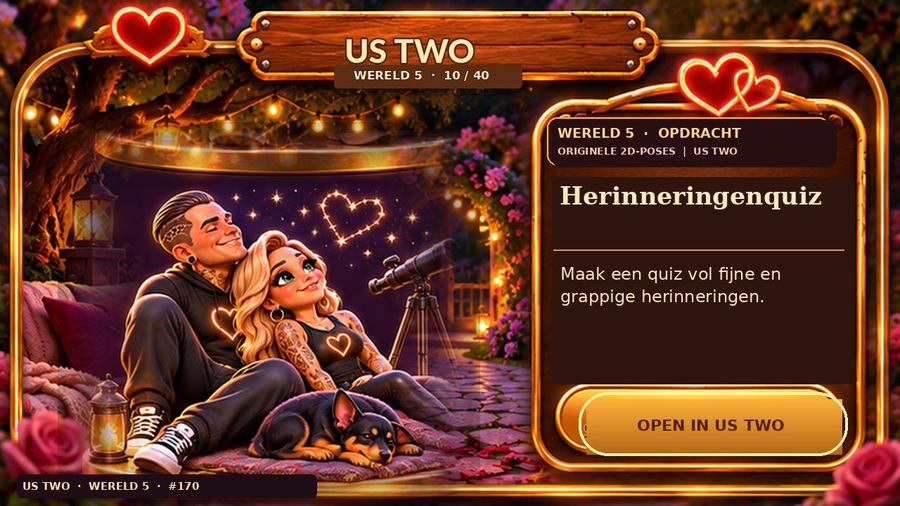 US TWO
WERELD 5 · 10 / 40
WERELD 5 · OPDRACHT
ORIGINELE 2D-POSES | US TWO
Herinneringenquiz
Maak een quiz vol fijne en
grappige herinneringen.
OPEN IN US TWO
US TWO · WERELD 5 · #170